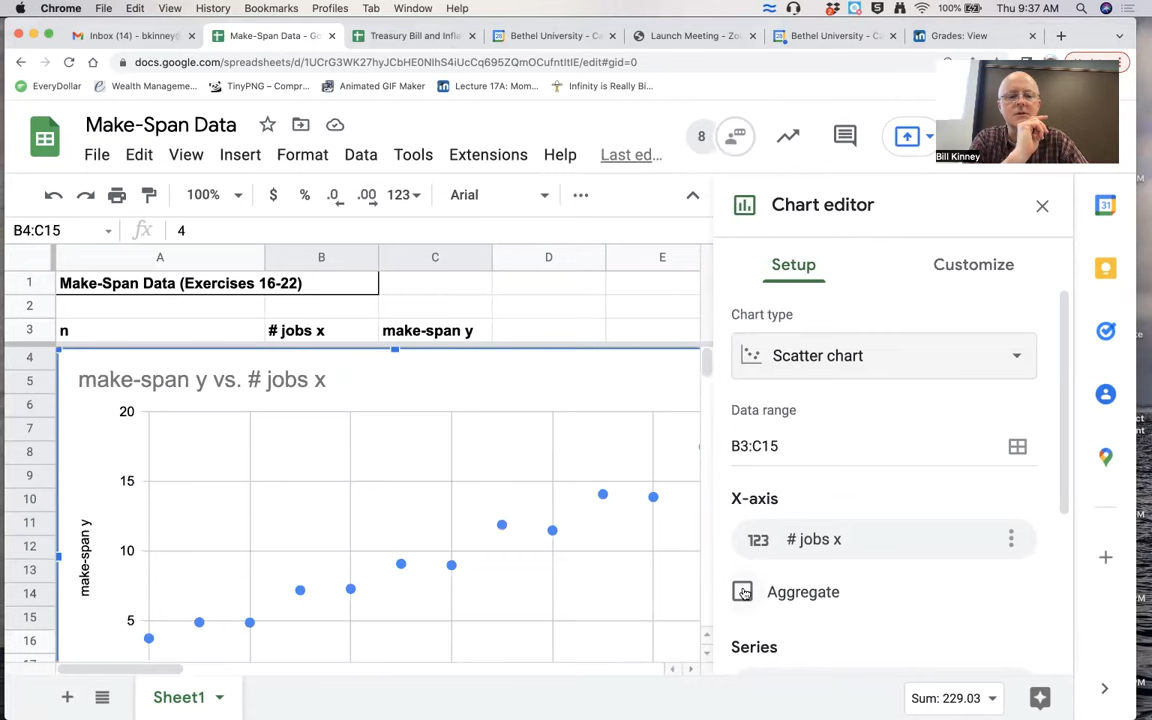 Chrome File Edit View History Bookmarks Profiles Tab Window Help 100% Thu 9:37 AM
Inbox (14) - bkinney@ Make-Span Data - Go Treasury Bill and Infla Bethel University - Ca Launch Meeting - Zoo Bethel University - Ca Grades: View
docs.google.com/spreadsheets/d/1UCrG3WK27hyJCbHE0NlhS4iUcCq695ZQmOCufntItIE/edit#gid=0
EveryDollar Wealth Manageme... TinyPNG – Compr... Animated GIF Maker Lecture 17A: Mom... Infinity is Really Bi...
Make-Span Data
8
File Edit View Insert Format Data Tools Extensions Help Last ed...
Bill Kinney
100% $ % .0 .00 123 Arial
Chart editor
B4:C15 fx 4
A B C D E
Setup Customize
1 Make-Span Data (Exercises 16-22)
2
Chart type
3 n # jobs x make-span y
Scatter chart
4
5
6
7
8
9
10
11
12
13
14
15
16
make-span y vs. # jobs x
20
15
10
5
make-span y
Data range
B3:C15
X-axis
123 # jobs x
Aggregate
Series
Sheet1
Sum: 229.03
31